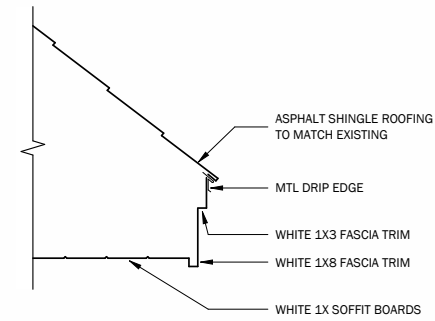 ASPHALT SHINGLE ROOFING
TO MATCH EXISTING
MTL DRIP EDGE
WHITE 1X3 FASCIA TRIM
WHITE 1X8 FASCIA TRIM
WHITE 1X SOFFIT BOARDS